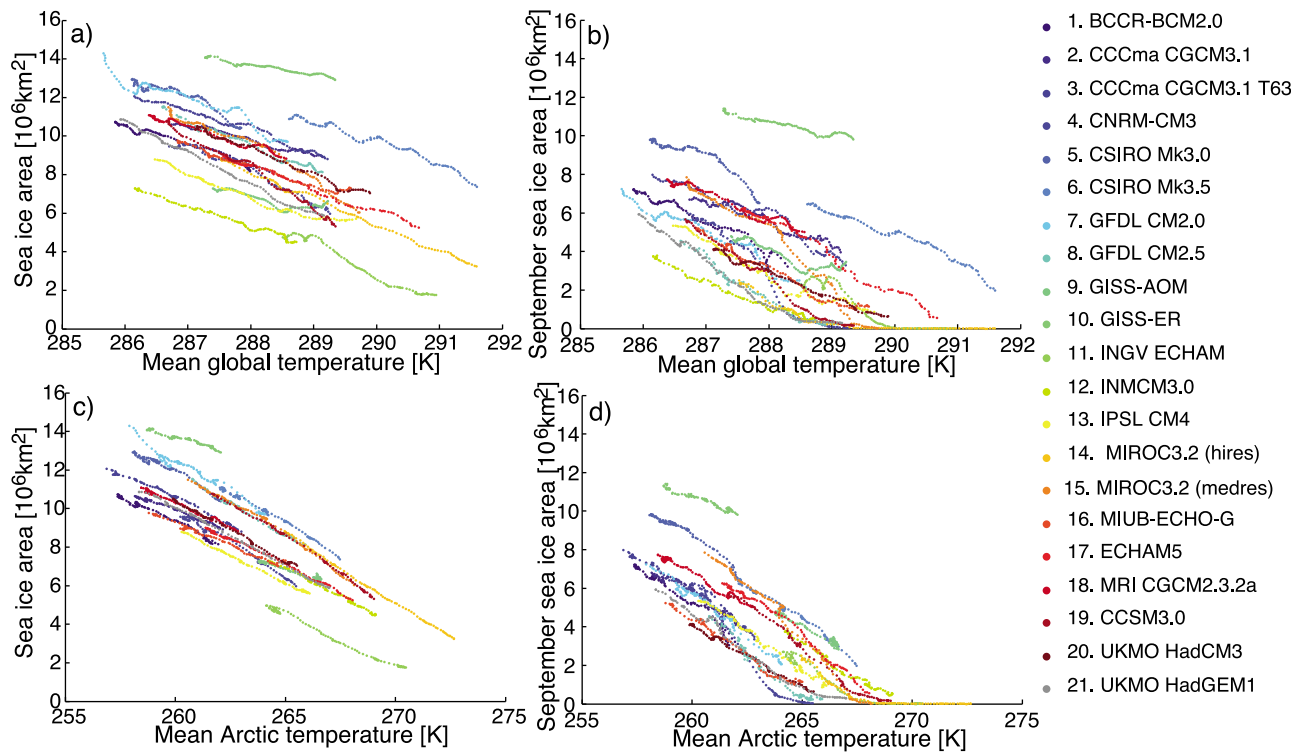 a)
Sea ice area [10⁶km²]
16
14
12
10
8
6
4
2
0
285 286 287 288 289 290 291 292
Mean global temperature [K]
b)
September sea ice area [10⁶km²]
16
14
12
10
8
6
4
2
0
285 286 287 288 289 290 291 292
Mean global temperature [K]
c)
Sea ice area [10⁶km²]
16
14
12
10
8
6
4
2
0
255 260 265 270 275
Mean Arctic temperature [K]
d)
September sea ice area [10⁶km²]
16
14
12
10
8
6
4
2
0
255 260 265 270 275
Mean Arctic temperature [K]
1. BCCR-BCM2.0
2. CCCma CGCM3.1
3. CCCma CGCM3.1 T63
4. CNRM-CM3
5. CSIRO Mk3.0
6. CSIRO Mk3.5
7. GFDL CM2.0
8. GFDL CM2.5
9. GISS-AOM
10. GISS-ER
11. INGV ECHAM
12. INMCM3.0
13. IPSL CM4
14. MIROC3.2 (hires)
15. MIROC3.2 (medres)
16. MIUB-ECHO-G
17. ECHAM5
18. MRI CGCM2.3.2a
19. CCSM3.0
20. UKMO HadCM3
21. UKMO HadGEM1